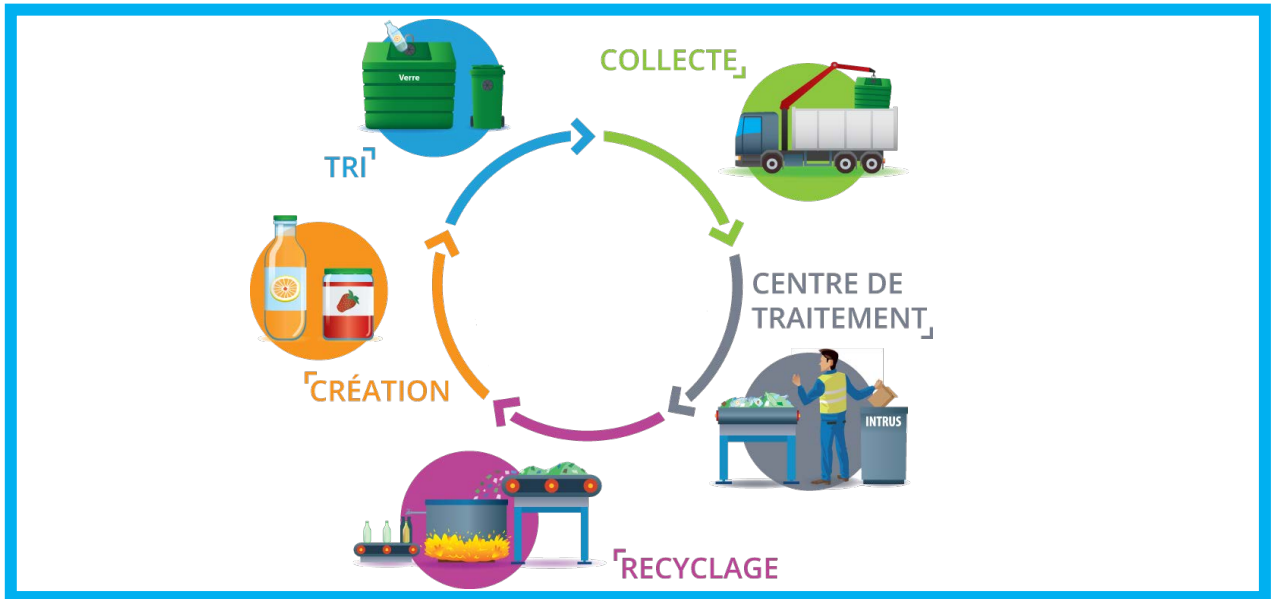 COLLECTE
Verre
TRI
CENTRE DE
TRAITEMENT
CRÉATION
INTRUS
RECYCLAGE